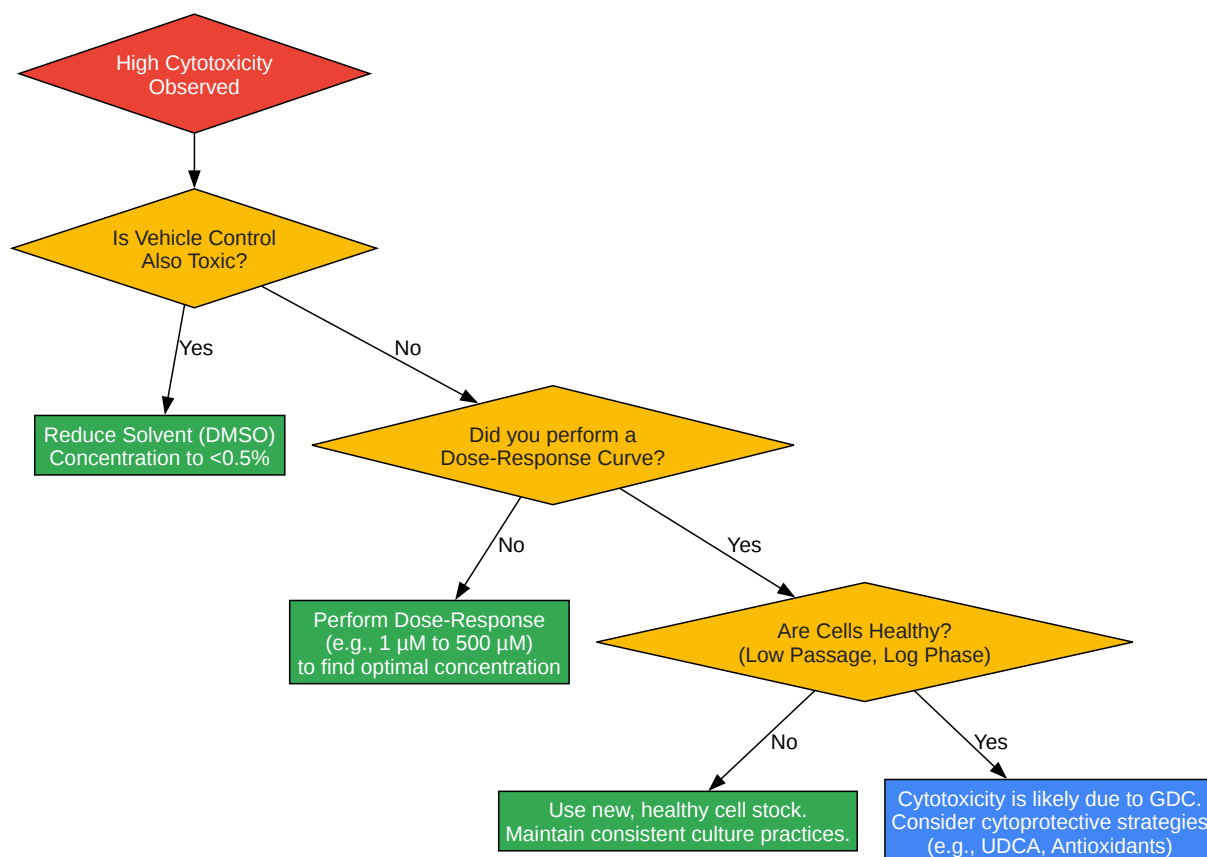 High Cytotoxicity
Observed
Is Vehicle Control
Also Toxic?
Yes
No
Reduce Solvent (DMSO)
Concentration to <0.5%
Did you perform a
Dose-Response Curve?
No
Yes
Perform Dose-Response
(e.g., 1 µM to 500 µM)
to find optimal concentration
Are Cells Healthy?
(Low Passage, Log Phase)
No
Yes
Use new, healthy cell stock.
Maintain consistent culture practices.
Cytotoxicity is likely due to GDC.
Consider cytoprotective strategies
(e.g., UDCA, Antioxidants)